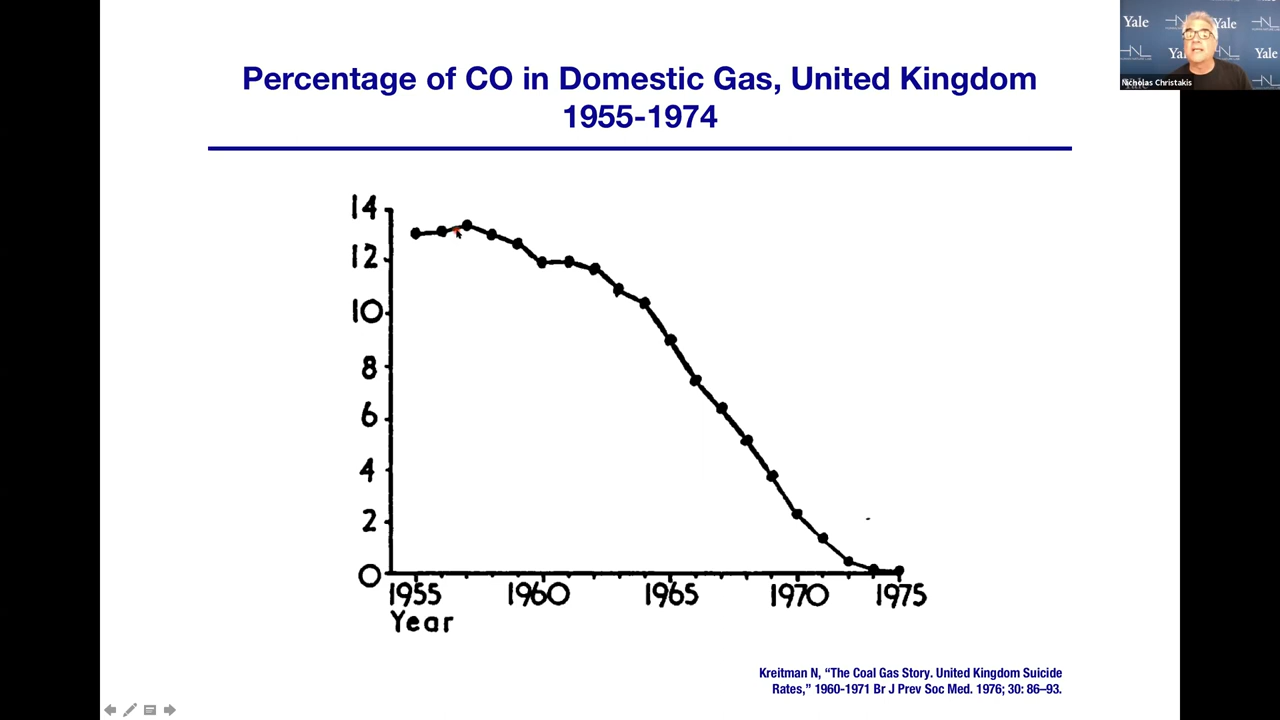 Percentage of CO in Domestic Gas, United Kingdom
1955-1974
14
12
10
8
6
4
2
0
1955 1960 1965 1970 1975
Year
Kreitman N, “The Coal Gas Story. United Kingdom Suicide
Rates,” 1960-1971 Br J Prev Soc Med. 1976; 30: 86–93.
Yale
Yale
Yale
Nicholas Christakis